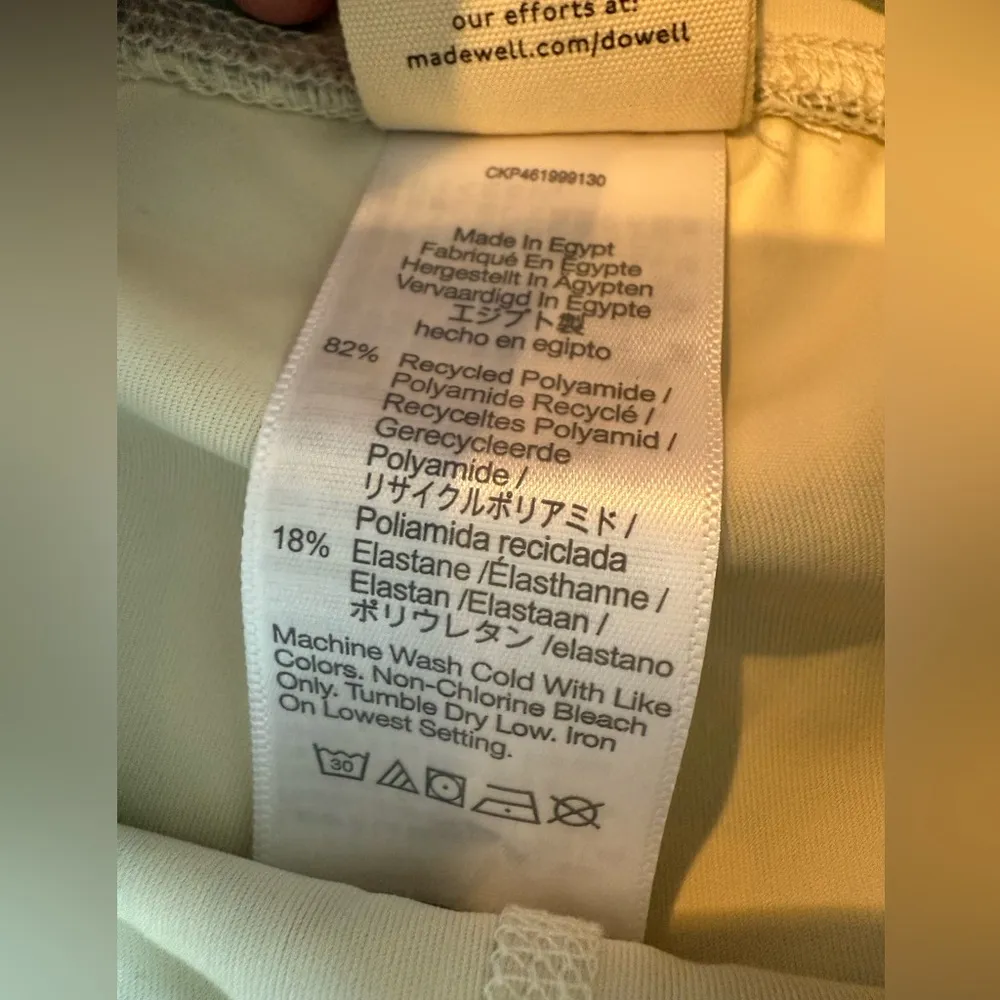 our efforts at:
madewell.com/dowell
CKP461999130
Made In Egypt
Fabriqué En Égypte
Hergestellt In Ägypten
Vervaardigd In Egypte
エジプト製
hecho en egipto
82% Recycled Polyamide /
Polyamide Recyclé /
Recyceltes Polyamid /
Gerecycleerde
Polyamide /
リサイクルポリアミド /
Poliamida reciclada
18% Elastane /Élasthanne /
Elastan /Elastaan /
ポリウレタン /elastano
Machine Wash Cold With Like
Colors. Non-Chlorine Bleach
Only. Tumble Dry Low. Iron
On Lowest Setting.
30